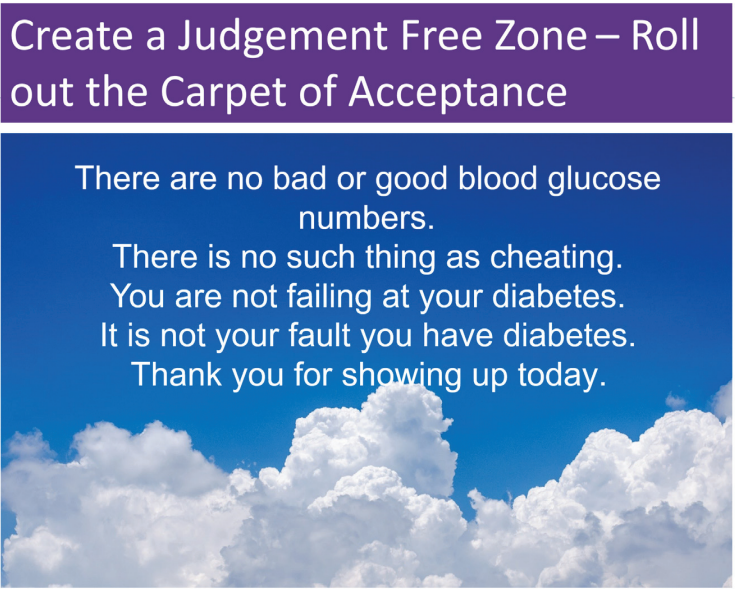 Create a Judgement Free Zone – Roll
out the Carpet of Acceptance
There are no bad or good blood glucose
numbers.
There is no such thing as cheating.
You are not failing at your diabetes.
It is not your fault you have diabetes.
Thank you for showing up today.